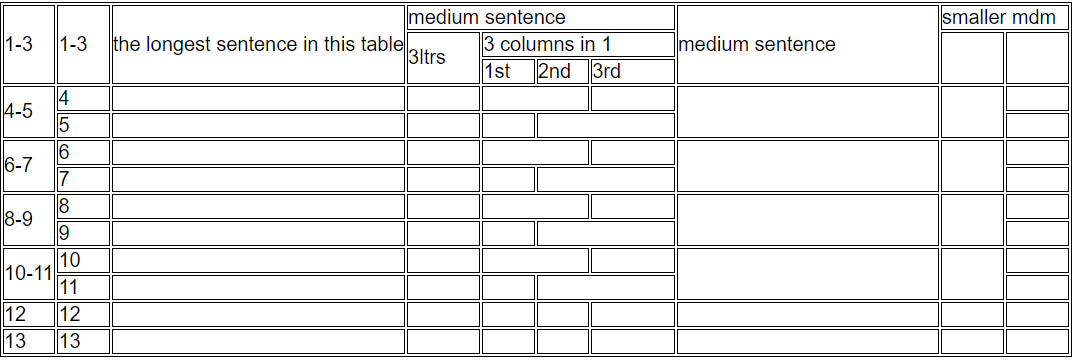 medium sentence
smaller mdm
1-3 1-3 the longest sentence in this table 3ltrs 3 columns in 1 medium sentence
1st 2nd 3rd
4-5 4
5
6-7 6
7
8-9 8
9
10-11 10
11
12 12
13 13